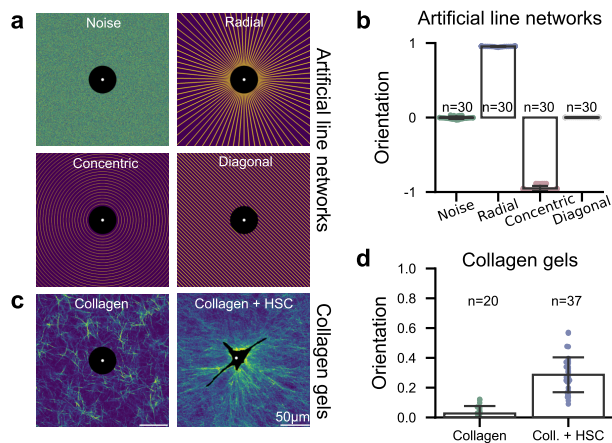 a
Noise
Radial
Concentric
Diagonal
Artificial line networks
b
Artificial line networks
Orientation
1
0
-1
n=30
n=30
n=30
n=30
Noise
Radial
Concentric
Diagonal
c
Collagen
Collagen + HSC
50µm
Collagen gels
d
Collagen gels
Orientation
1.0
0.8
0.6
0.4
0.2
0.0
n=20
n=37
Collagen
Coll. + HSC